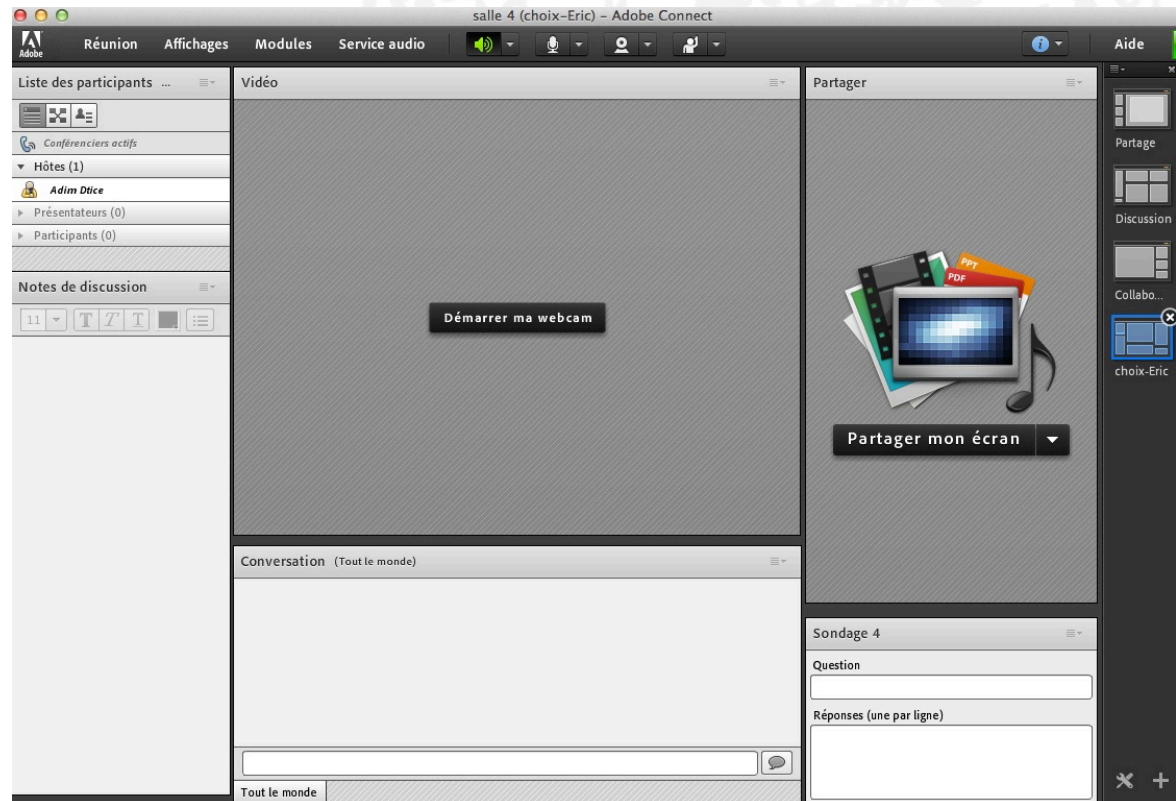 salle 4 (choix-Eric) – Adobe Connect
Adobe
Réunion
Affichages
Modules
Service audio
Aide
Liste des participants ...
Conférenciers actifs
Hôtes (1)
Adim Dtice
Présentateurs (0)
Participants (0)
Notes de discussion
11
T T T
Vidéo
Démarrer ma webcam
Conversation (Tout le monde)
Tout le monde
Partager
PPT
PDF
Partager mon écran
Sondage 4
Question
Réponses (une par ligne)
Partage
Discussion
Collabo...
choix-Eric